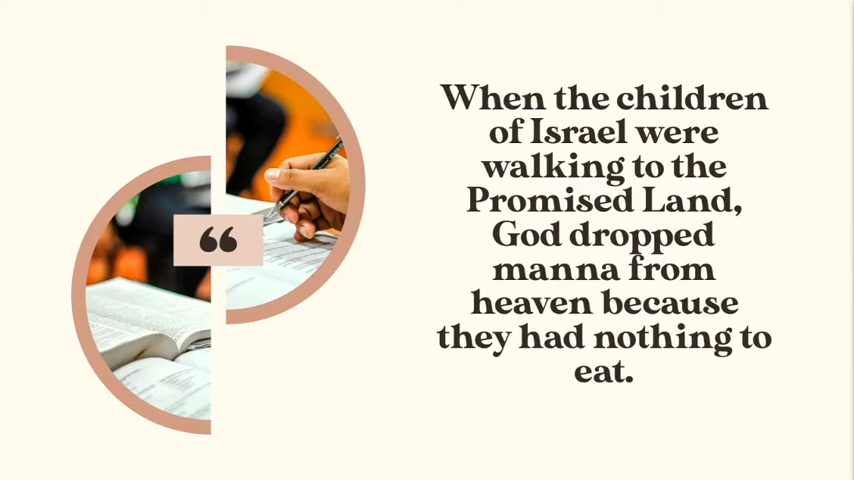 “
When the children
of Israel were
walking to the
Promised Land,
God dropped
manna from
heaven because
they had nothing to
eat.